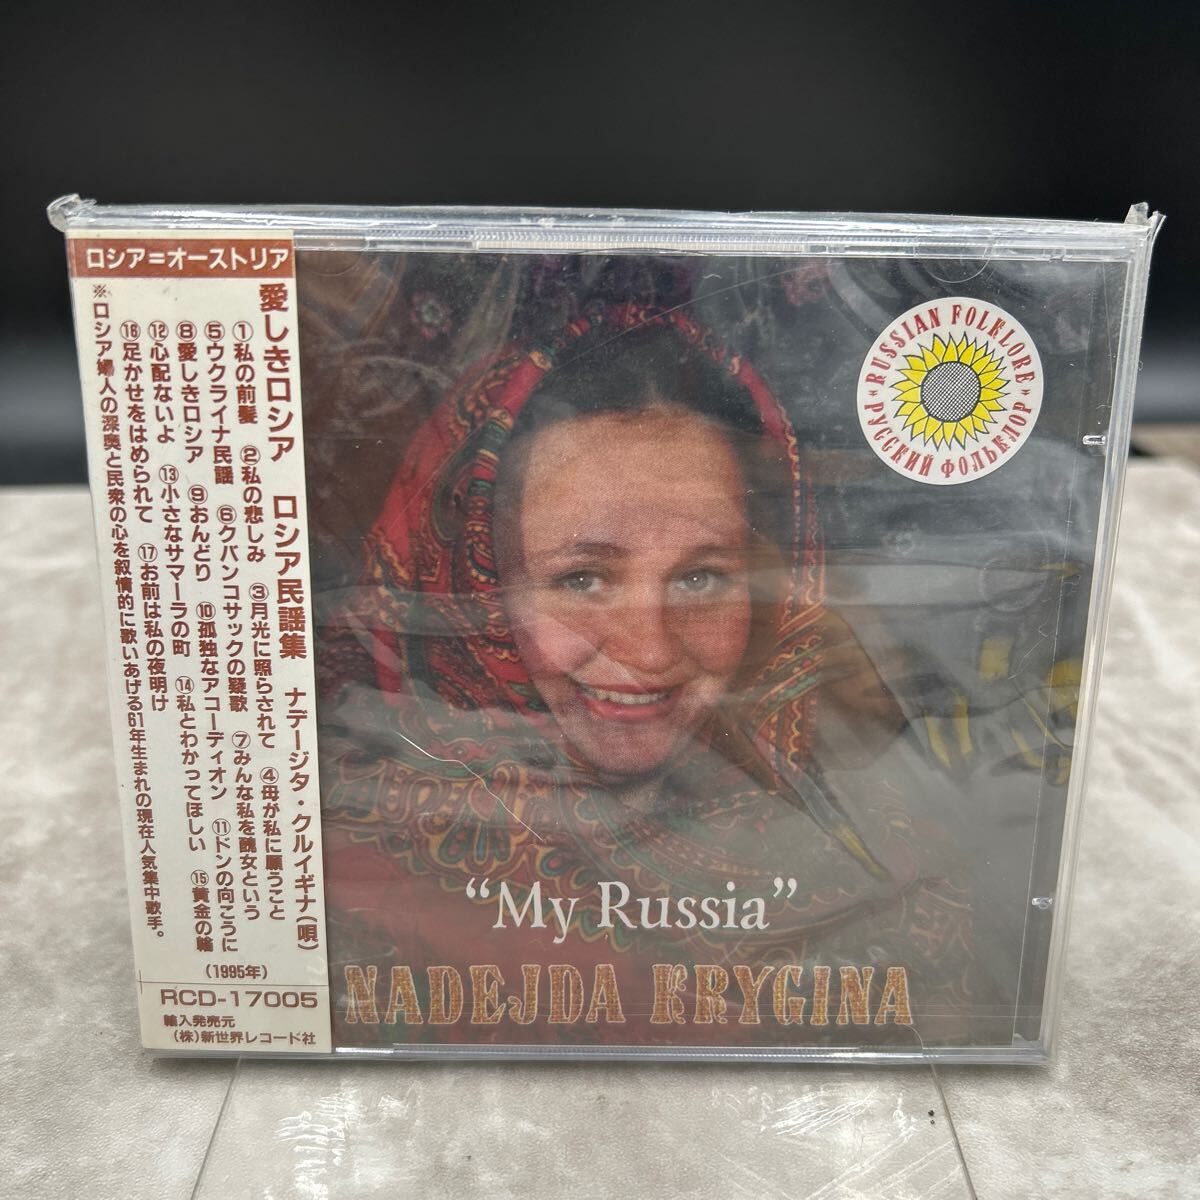 ロシア=オーストリア
愛しきロシア ロシア民謡集 ナデージタ・クルイギナ(唄)
①私の前髪 ②私の悲しみ ③月光に照らされて ④母が私に願うこと
⑤ウクライナ民謡 ⑥クバンコサックの疑歌 ⑦みんな私を醜女という
⑧愛しきロシア ⑨おんどり ⑩孤独なアコーディオン ⑪ドンの向こうに
⑫心配ないよ ⑬小さなサマーラの町 ⑭私とわかってほしい ⑮黄金の輪
⑯足かせをはめられて ⑰お前は私の夜明け
※ロシア婦人の深奥と民衆の心を叙情的に歌いあげる61年生まれの現在人気集中歌手。
(1995年)
RCD-17005
輸入発売元
(株)新世界レコード社
«RUSSIAN FOLKLORE»
РУССКИЙ ФОЛЬКЛОР
“My Russia”
NADEJDA KRYGINA